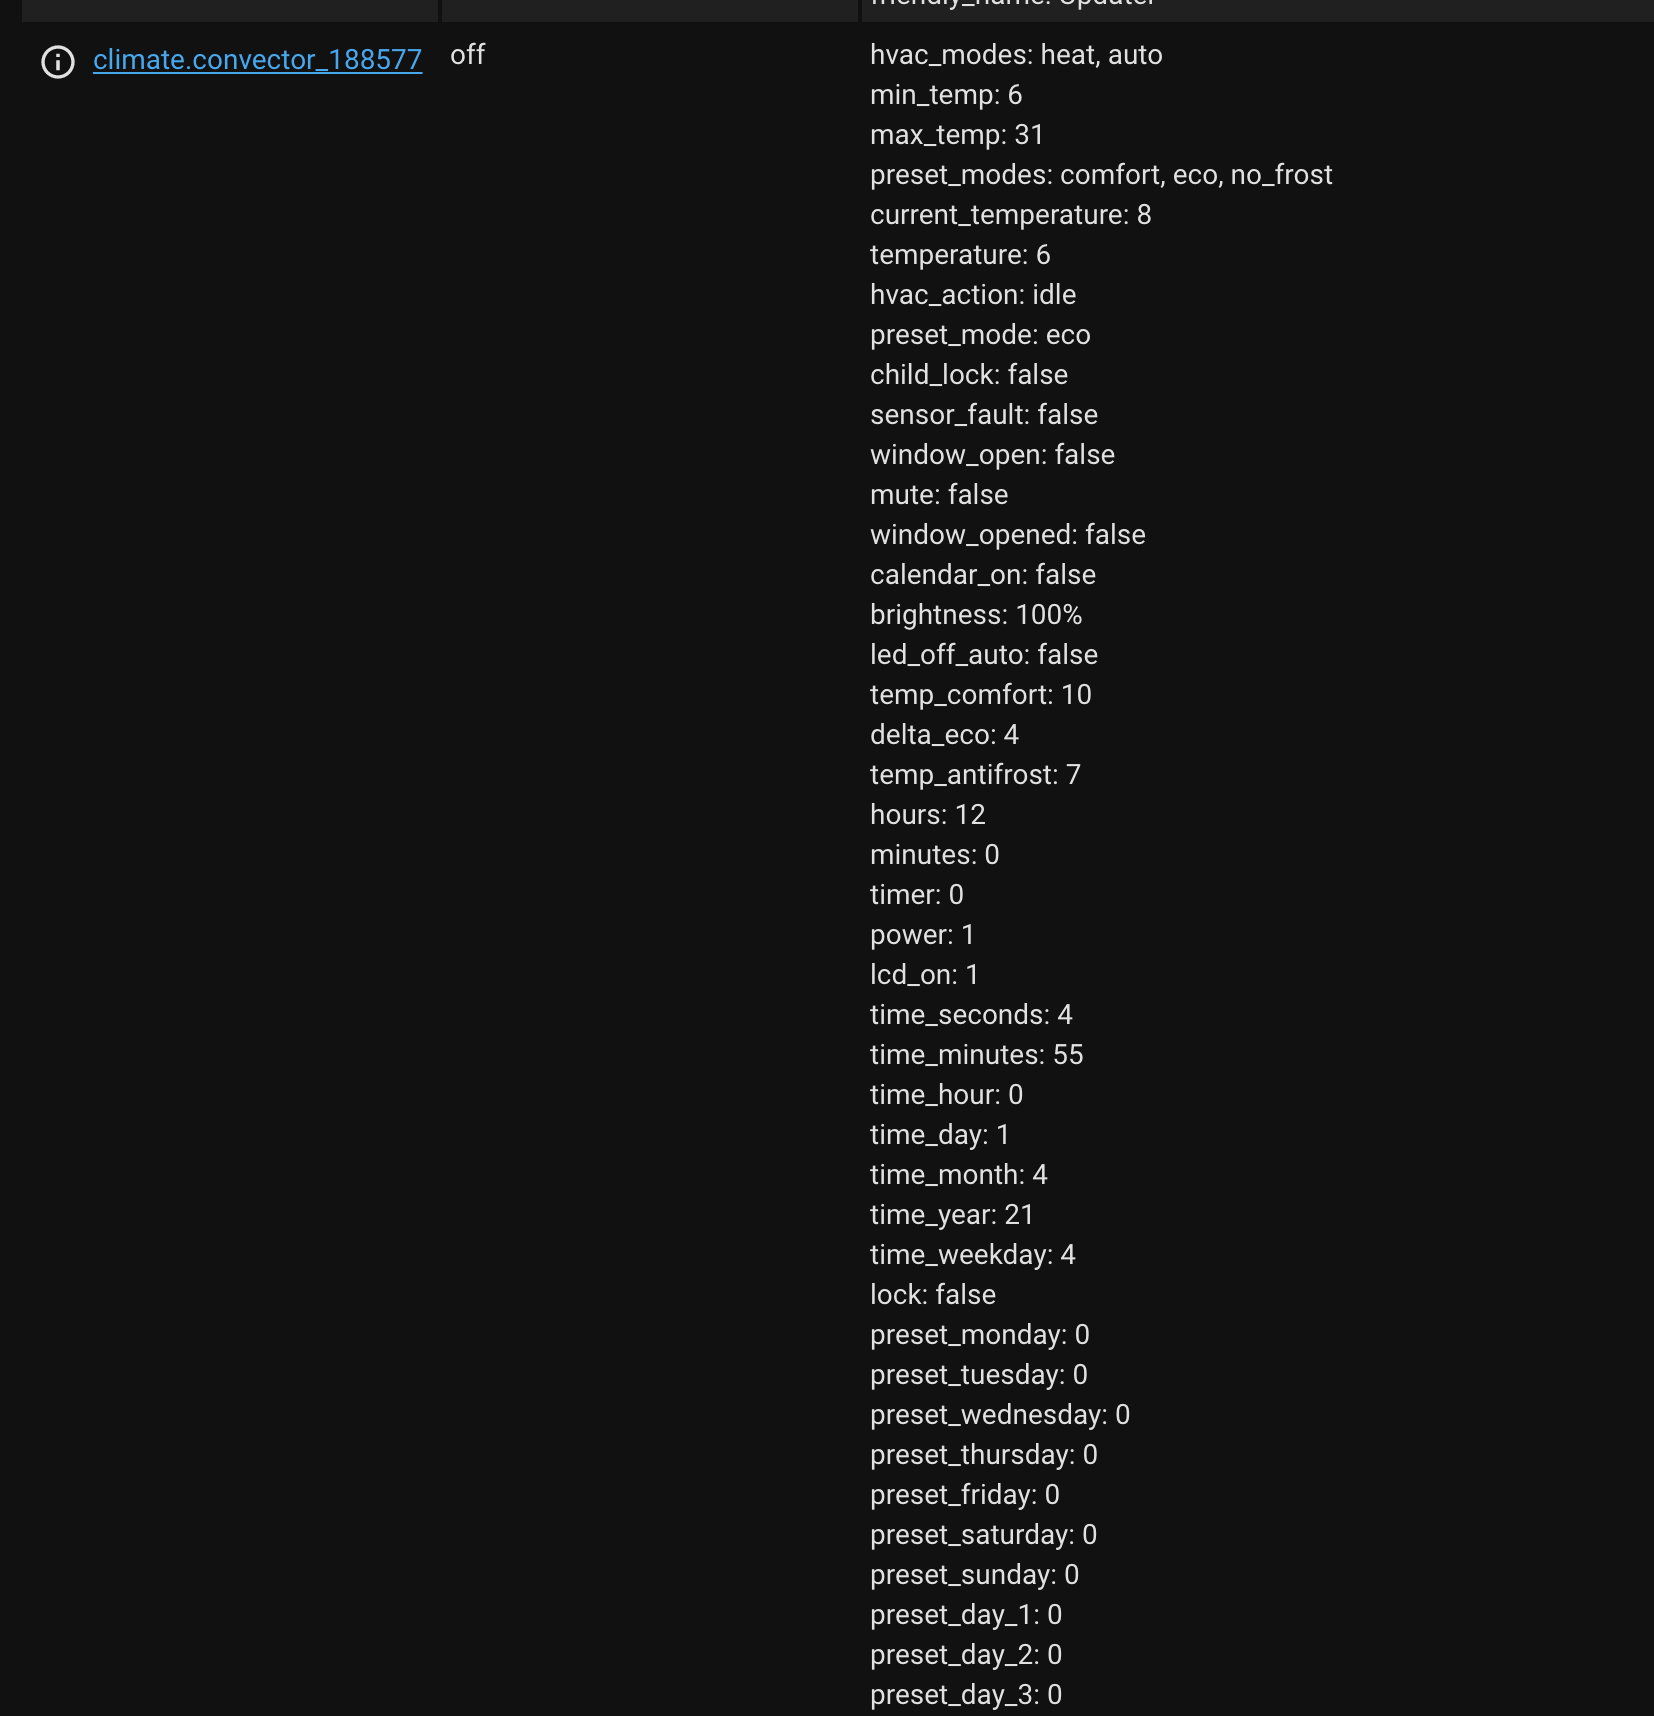 friendly_name: Updater
climate.convector_188577
off
hvac_modes: heat, auto
min_temp: 6
max_temp: 31
preset_modes: comfort, eco, no_frost
current_temperature: 8
temperature: 6
hvac_action: idle
preset_mode: eco
child_lock: false
sensor_fault: false
window_open: false
mute: false
window_opened: false
calendar_on: false
brightness: 100%
led_off_auto: false
temp_comfort: 10
delta_eco: 4
temp_antifrost: 7
hours: 12
minutes: 0
timer: 0
power: 1
lcd_on: 1
time_seconds: 4
time_minutes: 55
time_hour: 0
time_day: 1
time_month: 4
time_year: 21
time_weekday: 4
lock: false
preset_monday: 0
preset_tuesday: 0
preset_wednesday: 0
preset_thursday: 0
preset_friday: 0
preset_saturday: 0
preset_sunday: 0
preset_day_1: 0
preset_day_2: 0
preset_day_3: 0